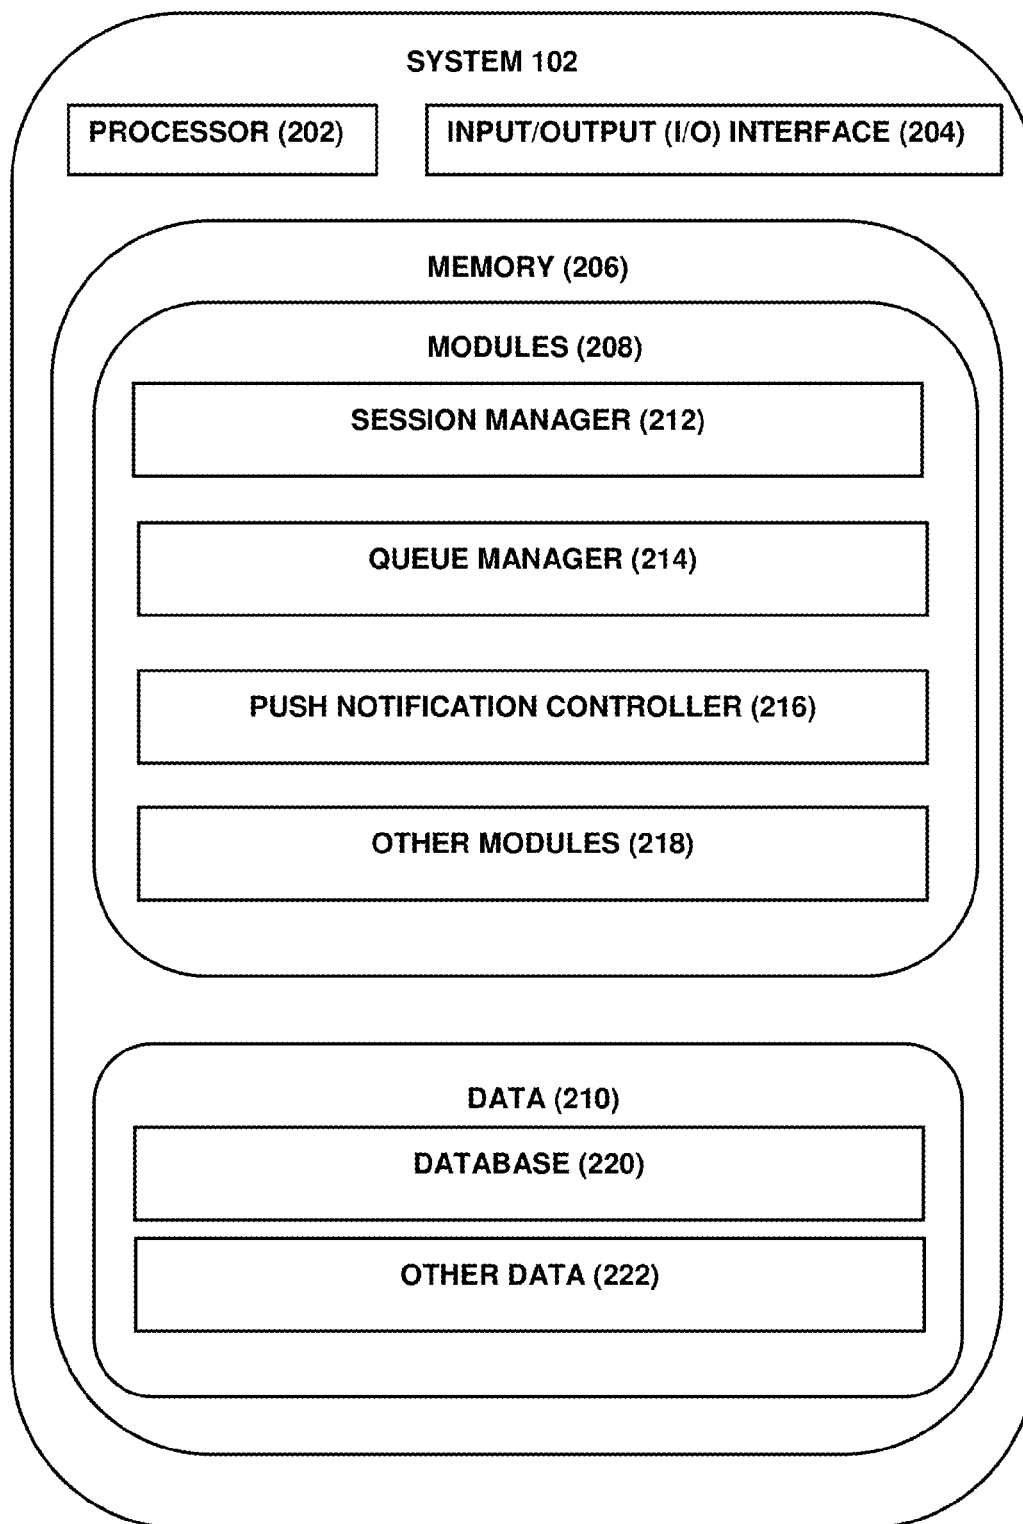 SYSTEM 102
PROCESSOR (202)
INPUT/OUTPUT (I/O) INTERFACE (204)
MEMORY (206)
MODULES (208)
SESSION MANAGER (212)
QUEUE MANAGER (214)
PUSH NOTIFICATION CONTROLLER (216)
OTHER MODULES (218)
DATA (210)
DATABASE (220)
OTHER DATA (222)